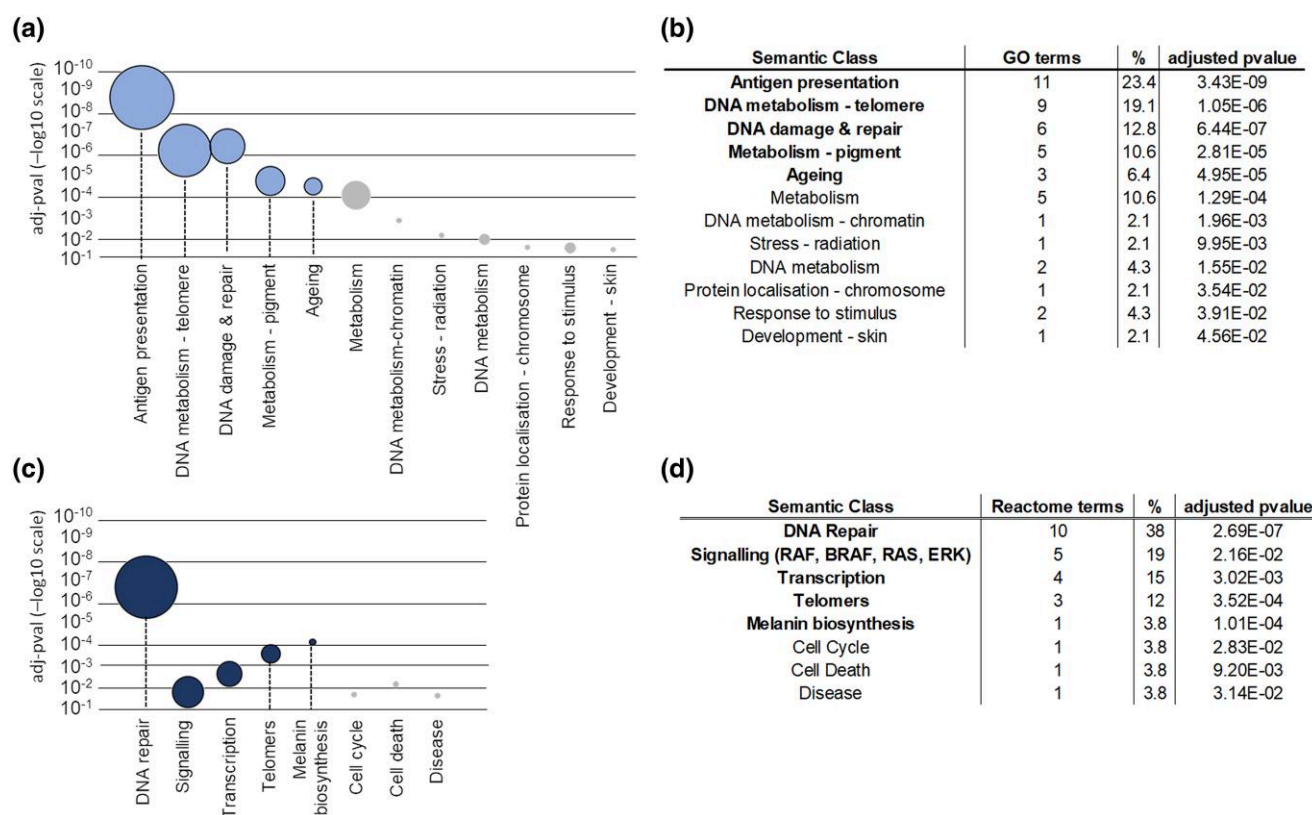 (a)
adj-pval (–log10 scale)
10-10
10-9
10-8
10-7
10-6
10-5
10-4
10-3
10-2
10-1
Antigen presentation
DNA metabolism - telomere
DNA damage & repair
Metabolism - pigment
Ageing
Metabolism
DNA metabolism-chromatin
Stress - radiation
DNA metabolism
Protein localisation - chromosome
Response to stimulus
Development - skin
(b)
Semantic Class GO terms % adjusted pvalue
Antigen presentation 11 23.4 3.43E-09
DNA metabolism - telomere 9 19.1 1.05E-06
DNA damage & repair 6 12.8 6.44E-07
Metabolism - pigment 5 10.6 2.81E-05
Ageing 3 6.4 4.95E-05
Metabolism 5 10.6 1.29E-04
DNA metabolism - chromatin 1 2.1 1.96E-03
Stress - radiation 1 2.1 9.95E-03
DNA metabolism 2 4.3 1.55E-02
Protein localisation - chromosome 1 2.1 3.54E-02
Response to stimulus 2 4.3 3.91E-02
Development - skin 1 2.1 4.56E-02
(c)
adj-pval (–log10 scale)
10-10
10-9
10-8
10-7
10-6
10-5
10-4
10-3
10-2
10-1
DNA repair
Signalling
Transcription
Telomers
Melanin
biosynthesis
Cell cycle
Cell death
Disease
(d)
Semantic Class Reactome terms % adjusted pvalue
DNA Repair 10 38 2.69E-07
Signalling (RAF, BRAF, RAS, ERK) 5 19 2.16E-02
Transcription 4 15 3.02E-03
Telomers 3 12 3.52E-04
Melanin biosynthesis 1 3.8 1.01E-04
Cell Cycle 1 3.8 2.83E-02
Cell Death 1 3.8 9.20E-03
Disease 1 3.8 3.14E-02